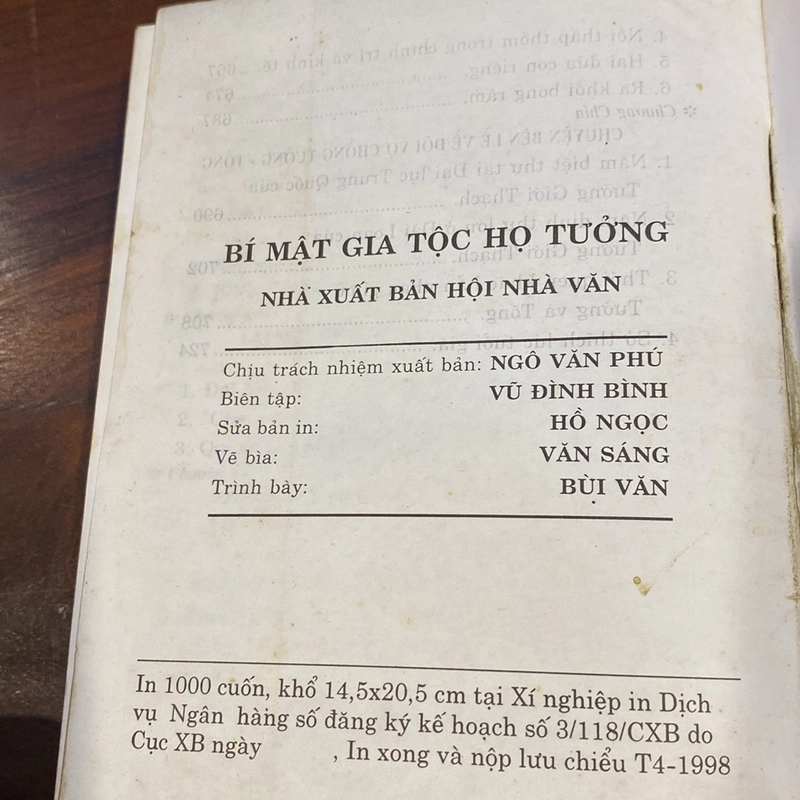 BÍ MẬT GIA TỘC HỌ TƯỞNG
NHÀ XUẤT BẢN HỘI NHÀ VĂN
Chịu trách nhiệm xuất bản: NGÔ VĂN PHÚ
Biên tập: VŨ ĐÌNH BÌNH
Sửa bản in: HỒ NGỌC
Vẽ bìa: VĂN SÁNG
Trình bày: BÙI VĂN
In 1000 cuốn, khổ 14,5x20,5 cm tại Xí nghiệp in Dịch
vụ Ngân hàng số đăng ký kế hoạch số 3/118/CXB do
Cục XB ngày , In xong và nộp lưu chiểu T4-1998